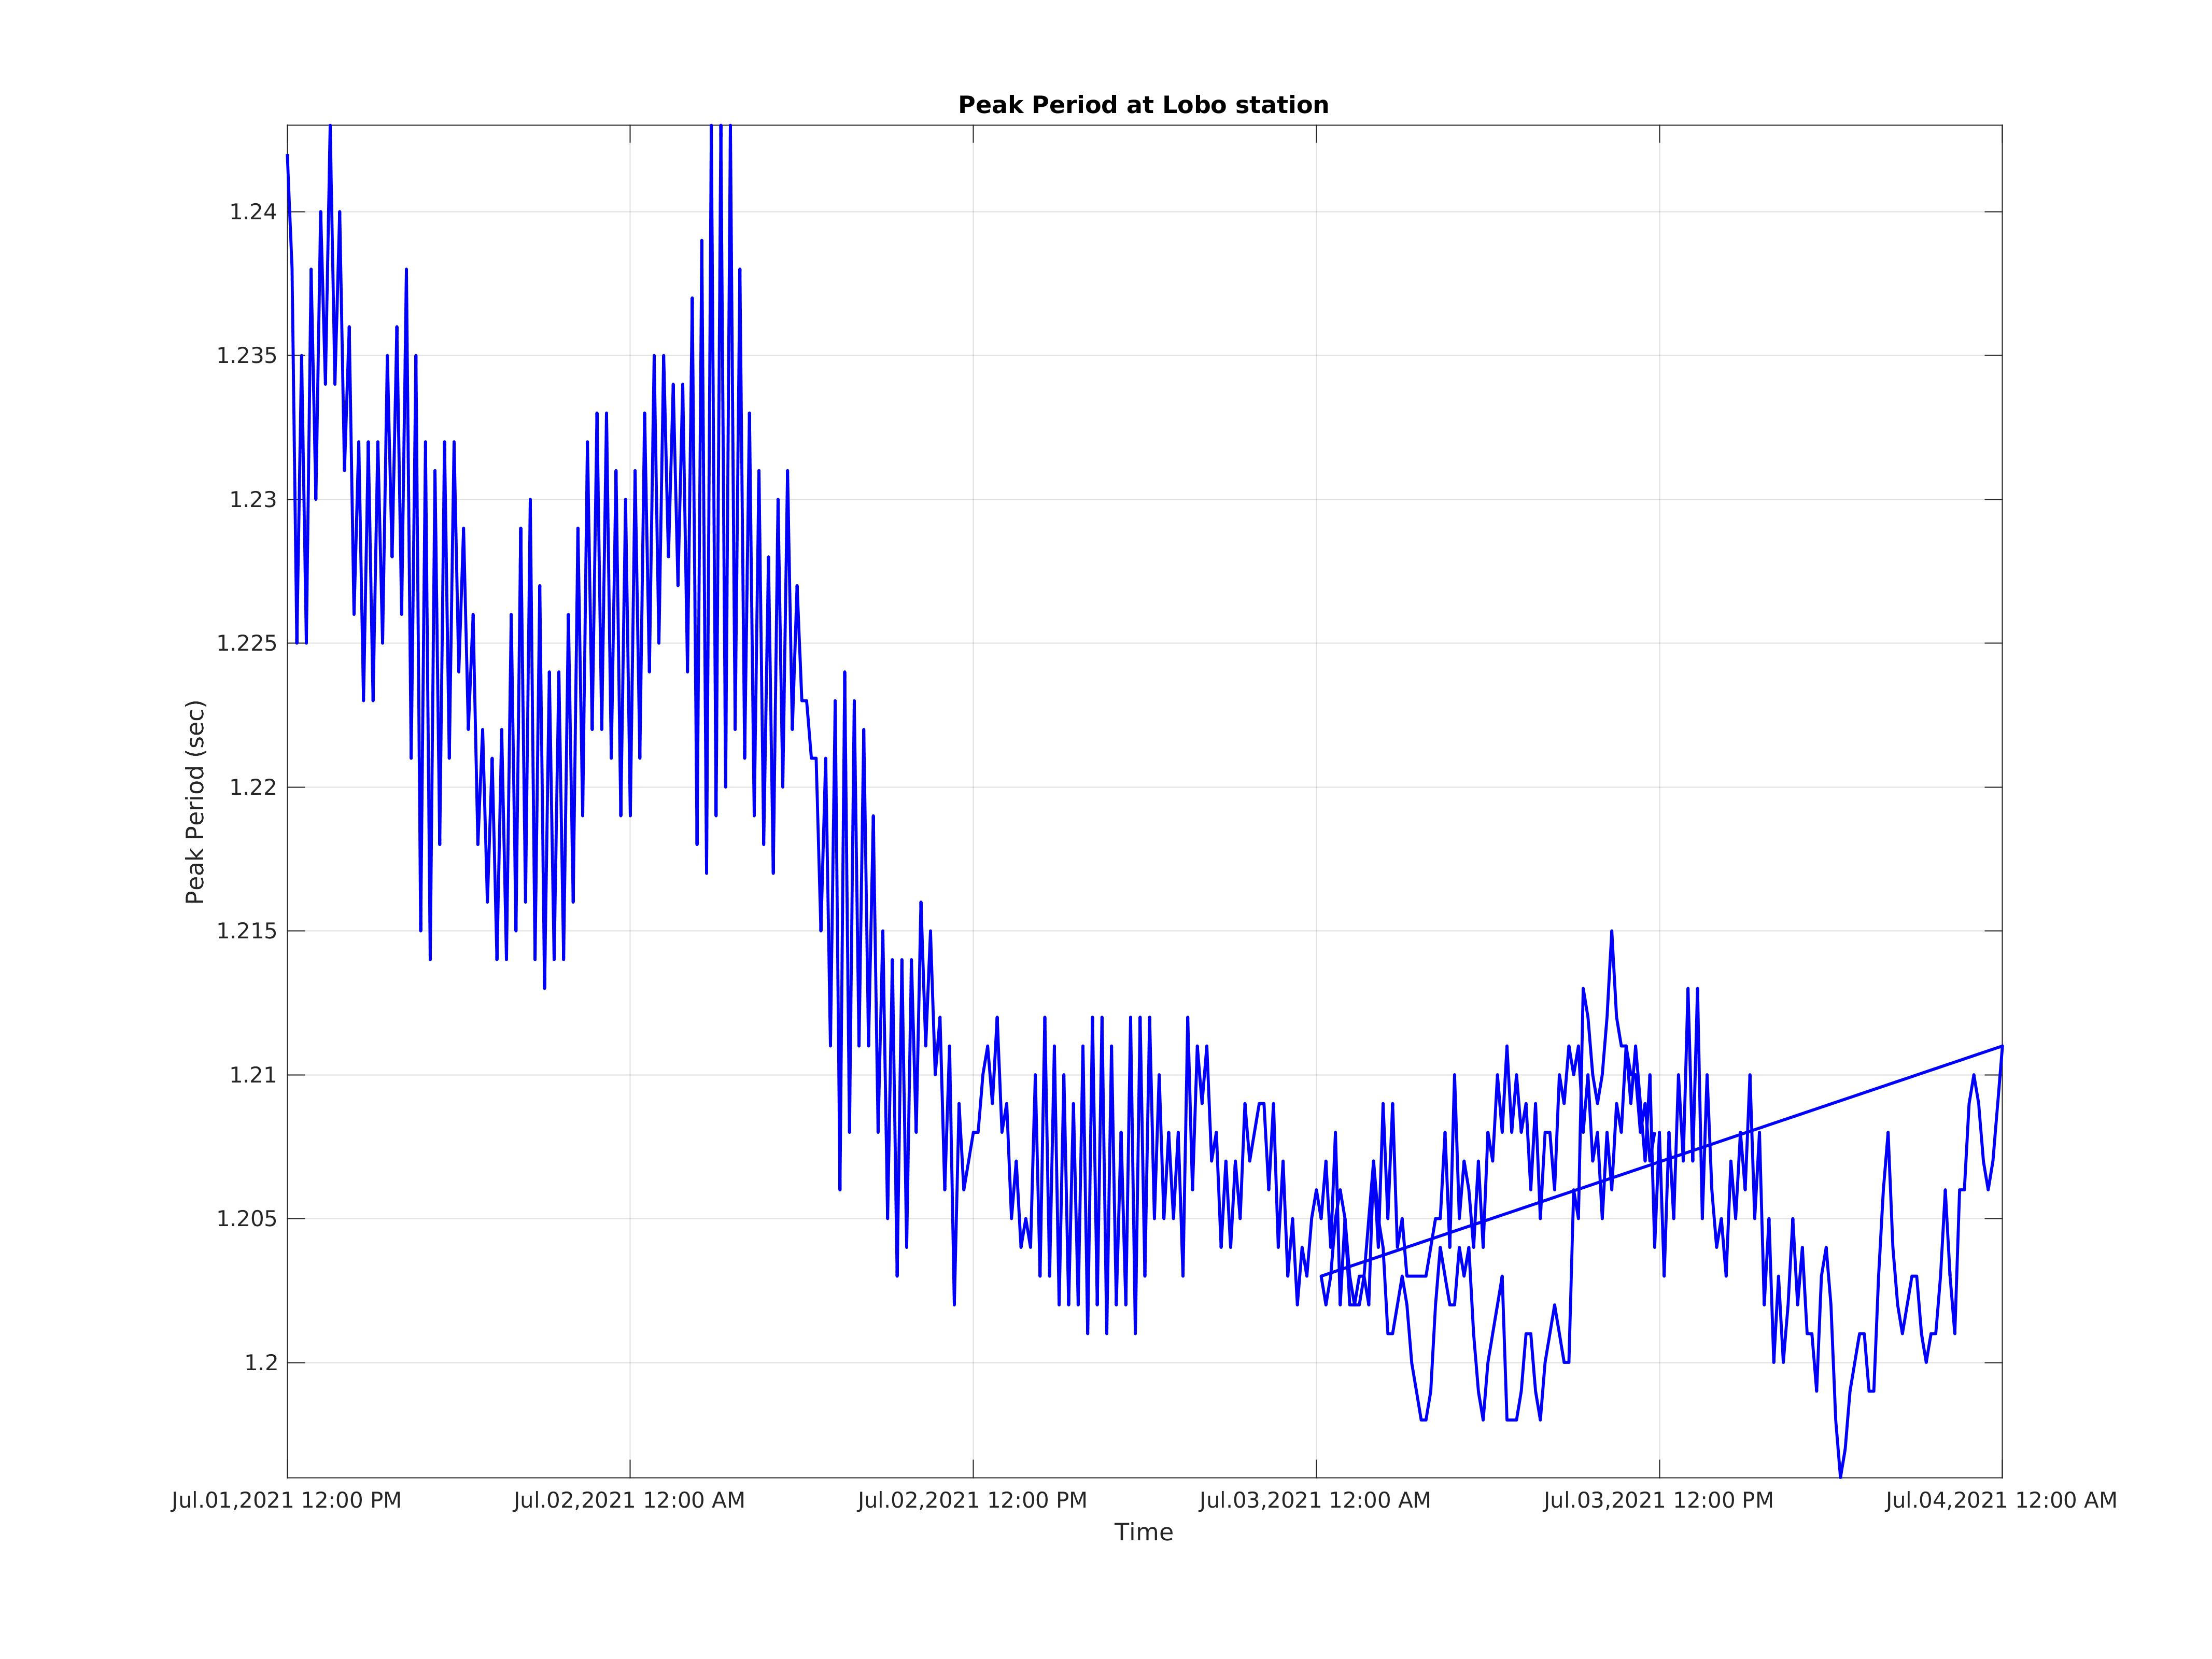 Peak Period at Lobo station
Peak Period (sec)
1.24
1.235
1.23
1.225
1.22
1.215
1.21
1.205
1.2
Jul.01,2021 12:00 PM
Jul.02,2021 12:00 AM
Jul.02,2021 12:00 PM
Jul.03,2021 12:00 AM
Jul.03,2021 12:00 PM
Jul.04,2021 12:00 AM
Time